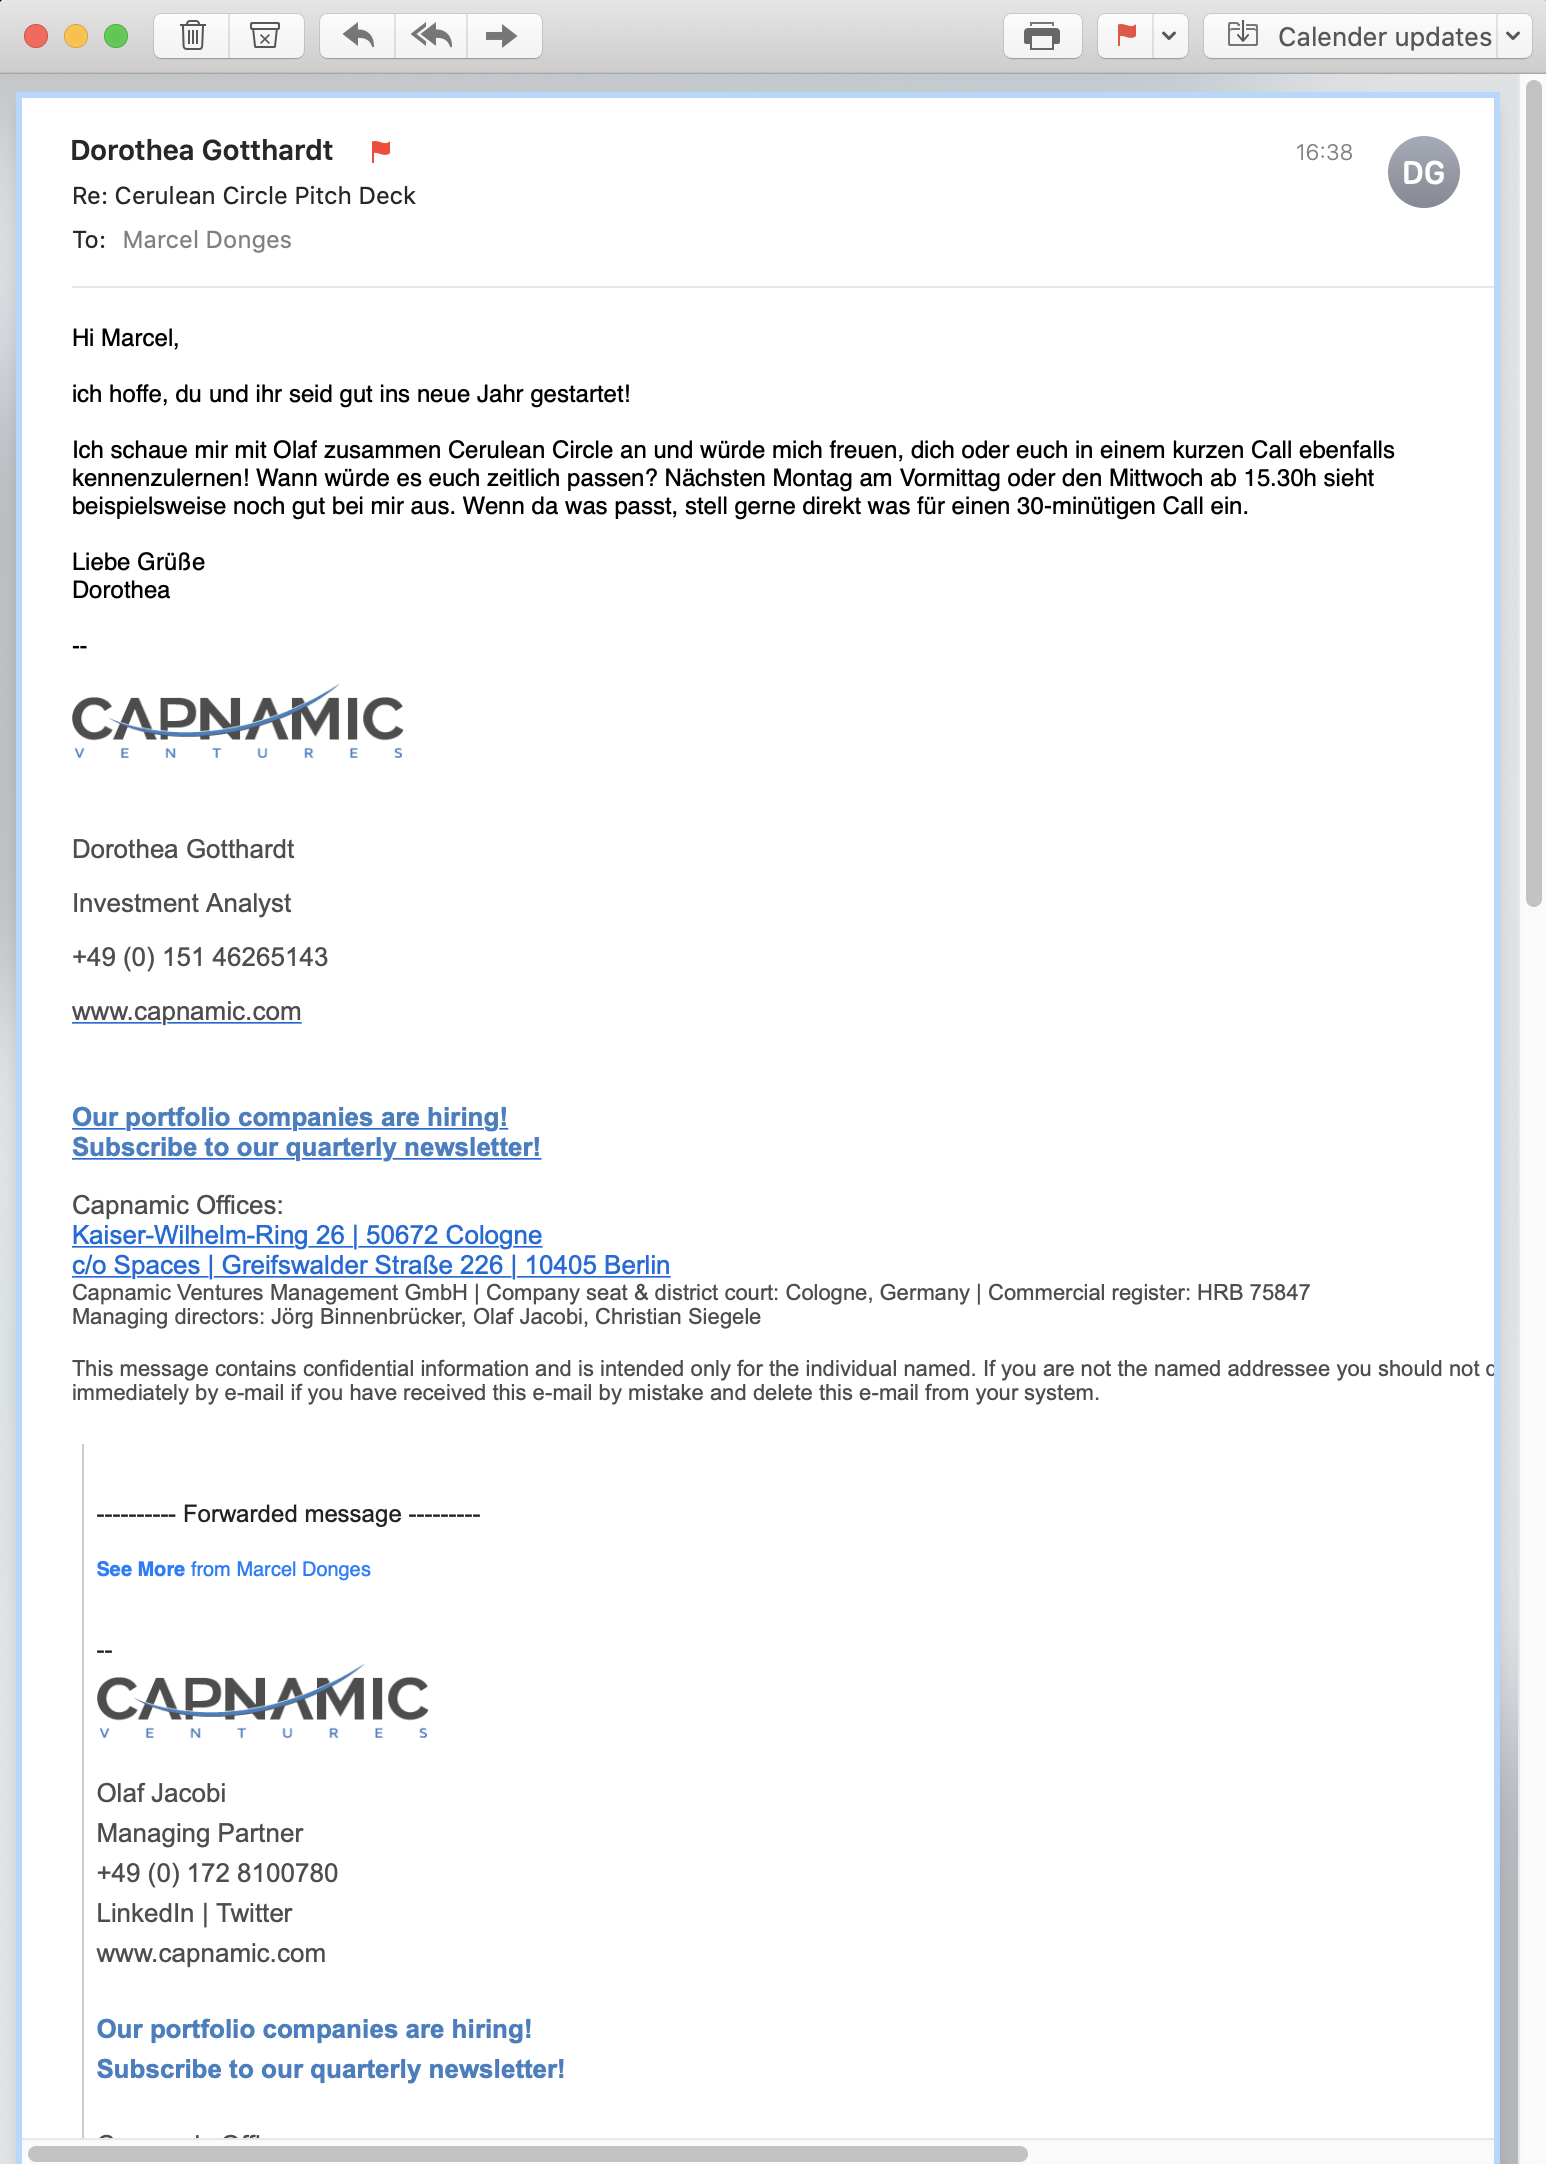 Calender updates
Dorothea Gotthardt
16:38
DG
Re: Cerulean Circle Pitch Deck
To: Marcel Donges
Hi Marcel,
ich hoffe, du und ihr seid gut ins neue Jahr gestartet!
Ich schaue mir mit Olaf zusammen Cerulean Circle an und würde mich freuen, dich oder euch in einem kurzen Call ebenfalls
kennenzulernen! Wann würde es euch zeitlich passen? Nächsten Montag am Vormittag oder den Mittwoch ab 15.30h sieht
beispielsweise noch gut bei mir aus. Wenn da was passt, stell gerne direkt was für einen 30-minütigen Call ein.
Liebe Grüße
Dorothea
--
CAPNAMIC
VENTURES
Dorothea Gotthardt
Investment Analyst
+49 (0) 151 46265143
www.capnamic.com
Our portfolio companies are hiring!
Subscribe to our quarterly newsletter!
Capnamic Offices:
Kaiser-Wilhelm-Ring 26 | 50672 Cologne
c/o Spaces | Greifswalder Straße 226 | 10405 Berlin
Capnamic Ventures Management GmbH | Company seat & district court: Cologne, Germany | Commercial register: HRB 75847
Managing directors: Jörg Binnenbrücker, Olaf Jacobi, Christian Siegele
This message contains confidential information and is intended only for the individual named. If you are not the named addressee you should not
immediately by e-mail if you have received this e-mail by mistake and delete this e-mail from your system.
---------- Forwarded message ---------
See More from Marcel Donges
--
CAPNAMIC
VENTURES
Olaf Jacobi
Managing Partner
+49 (0) 172 8100780
LinkedIn | Twitter
www.capnamic.com
Our portfolio companies are hiring!
Subscribe to our quarterly newsletter!